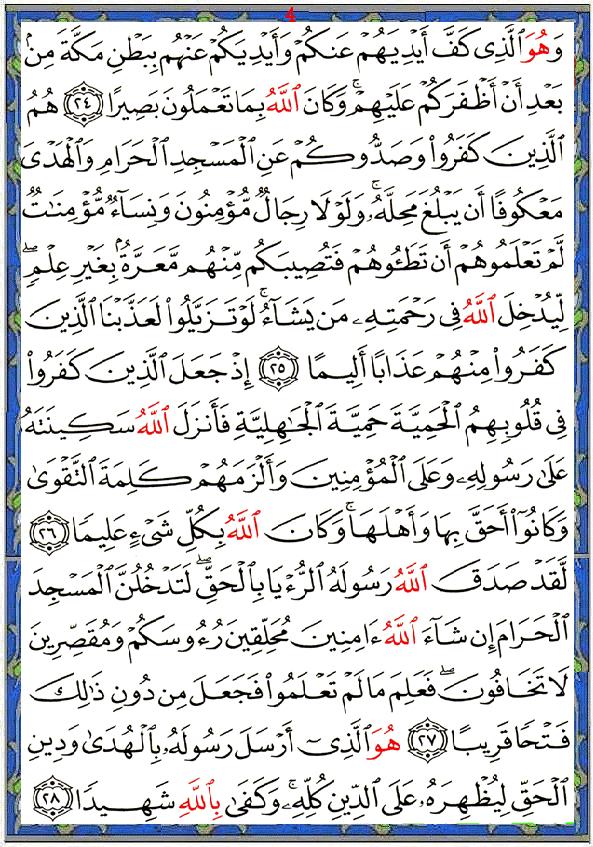 4
وَهُوَ ٱلَّذِى كَفَّ أَيْدِيَهُمْ عَنكُمْ وَأَيْدِيَكُمْ عَنْهُم بِبَطْنِ مَكَّةَ مِنۢ
بَعْدِ أَنْ أَظْفَرَكُمْ عَلَيْهِمْ ۚ وَكَانَ ٱللَّهُ بِمَا تَعْمَلُونَ بَصِيرًا ٢٤ هُمُ
ٱلَّذِينَ كَفَرُوا۟ وَصَدُّوكُمْ عَنِ ٱلْمَسْجِدِ ٱلْحَرَامِ وَٱلْهَدْىَ
مَعْكُوفًا أَن يَبْلُغَ مَحِلَّهُۥ ۚ وَلَوْلَا رِجَالٌ مُّؤْمِنُونَ وَنِسَآءٌ مُّؤْمِنَٰتٌ
لَّمْ تَعْلَمُوهُمْ أَن تَطَـُٔوهُمْ فَتُصِيبَكُم مِّنْهُم مَّعَرَّةٌۢ بِغَيْرِ عِلْمٍ ۖ
لِّيُدْخِلَ ٱللَّهُ فِى رَحْمَتِهِۦ مَن يَشَآءُ ۚ لَوْ تَزَيَّلُوا۟ لَعَذَّبْنَا ٱلَّذِينَ
كَفَرُوا۟ مِنْهُمْ عَذَابًا أَلِيمًا ٢٥ إِذْ جَعَلَ ٱلَّذِينَ كَفَرُوا۟
فِى قُلُوبِهِمُ ٱلْحَمِيَّةَ حَمِيَّةَ ٱلْجَٰهِلِيَّةِ فَأَنزَلَ ٱللَّهُ سَكِينَتَهُۥ
عَلَىٰ رَسُولِهِۦ وَعَلَى ٱلْمُؤْمِنِينَ وَأَلْزَمَهُمْ كَلِمَةَ ٱلتَّقْوَىٰ
وَكَانُوٓا۟ أَحَقَّ بِهَا وَأَهْلَهَا ۚ وَكَانَ ٱللَّهُ بِكُلِّ شَىْءٍ عَلِيمًا ٢٦
لَّقَدْ صَدَقَ ٱللَّهُ رَسُولَهُ ٱلرُّءْيَا بِٱلْحَقِّ ۖ لَتَدْخُلُنَّ ٱلْمَسْجِدَ
ٱلْحَرَامَ إِن شَآءَ ٱللَّهُ ءَامِنِينَ مُحَلِّقِينَ رُءُوسَكُمْ وَمُقَصِّرِينَ
لَا تَخَافُونَ ۖ فَعَلِمَ مَا لَمْ تَعْلَمُوا۟ فَجَعَلَ مِن دُونِ ذَٰلِكَ
فَتْحًا قَرِيبًا ٢٧ هُوَ ٱلَّذِىٓ أَرْسَلَ رَسُولَهُۥ بِٱلْهُدَىٰ وَدِينِ
ٱلْحَقِّ لِيُظْهِرَهُۥ عَلَى ٱلدِّينِ كُلِّهِۦ ۚ وَكَفَىٰ بِٱللَّهِ شَهِيدًا ٢٨